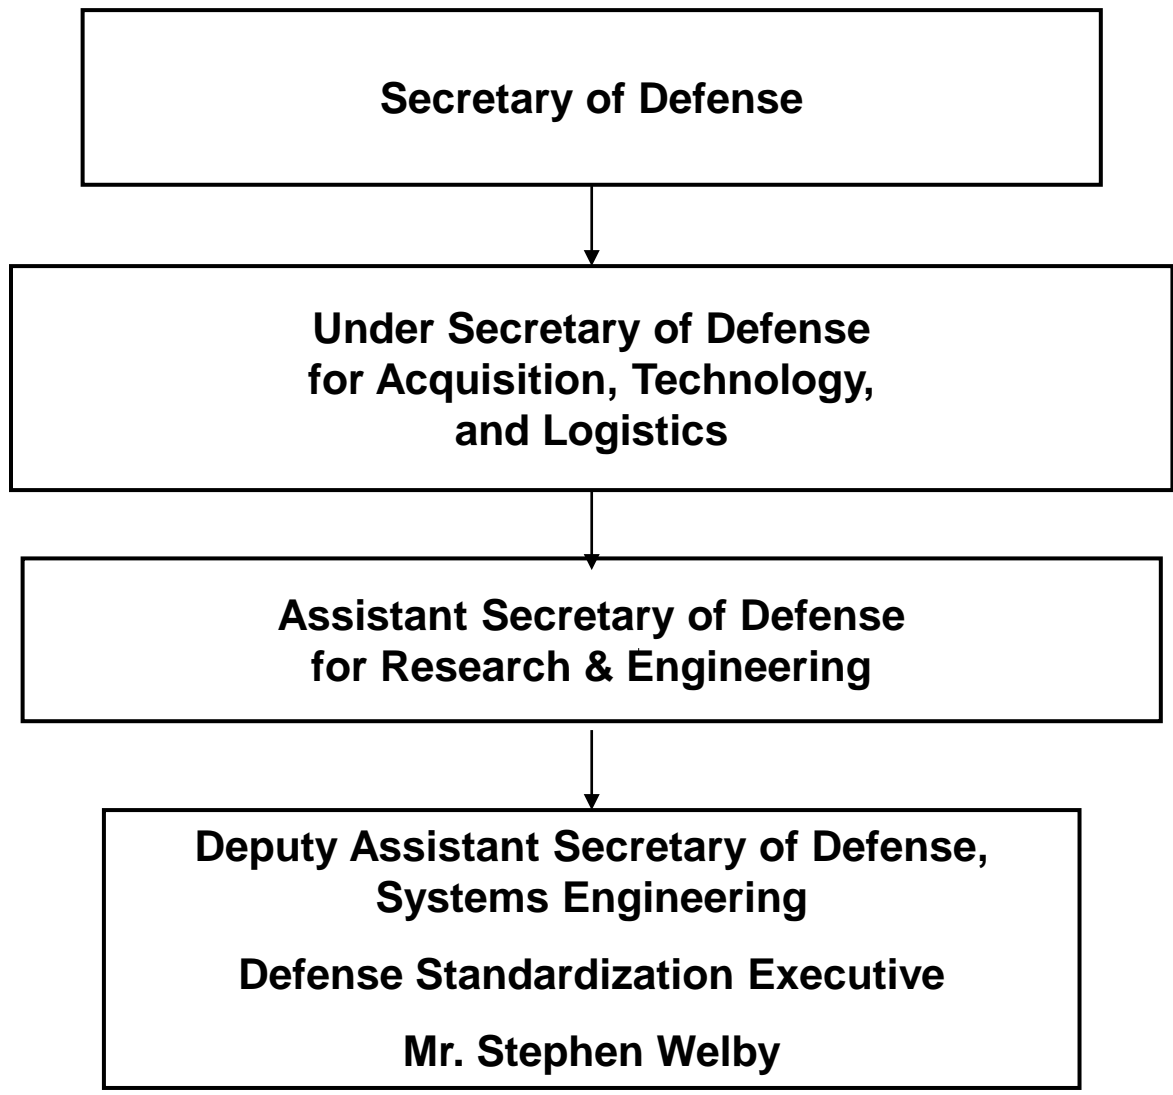 Secretary of Defense
Under Secretary of Defense
for Acquisition, Technology,
and Logistics
Assistant Secretary of Defense
for Research & Engineering
Deputy Assistant Secretary of Defense,
Systems Engineering
Defense Standardization Executive
Mr. Stephen Welby